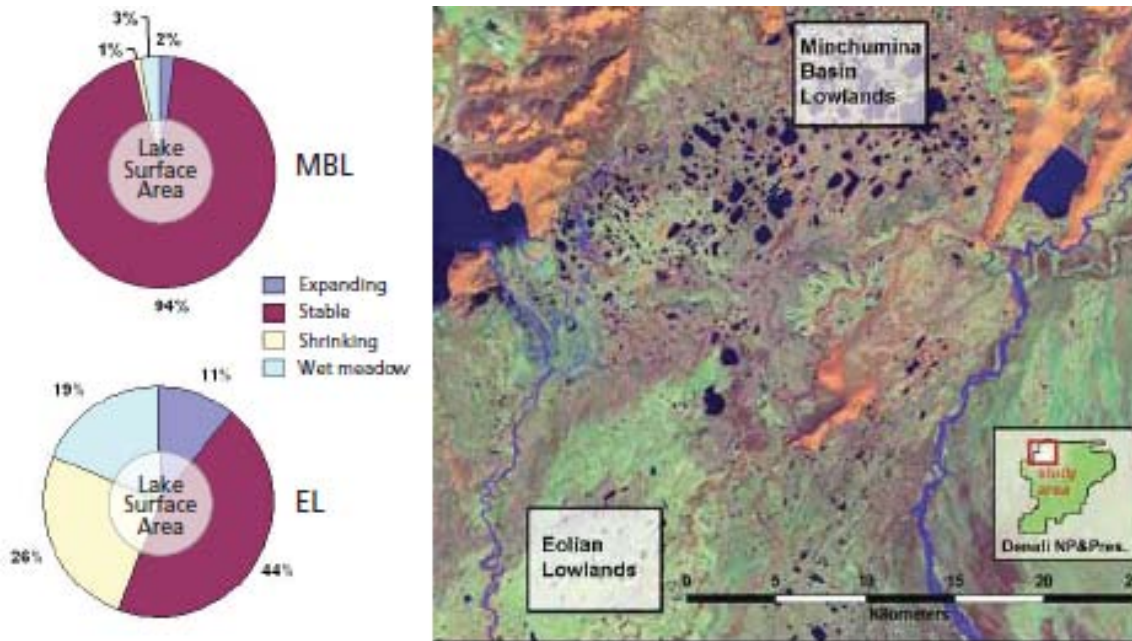 3%
2%
1%
Lake
Surface
Area
MBL
94%
Expanding
Stable
Shrinking
Wet meadow
19%
11%
Lake
Surface
Area
EL
26%
44%
Minchumina
Basin
Lowlands
Eolian
Lowlands
study
area
Denali NP&Pres.
0 5 10 15 20 2
Kilometers